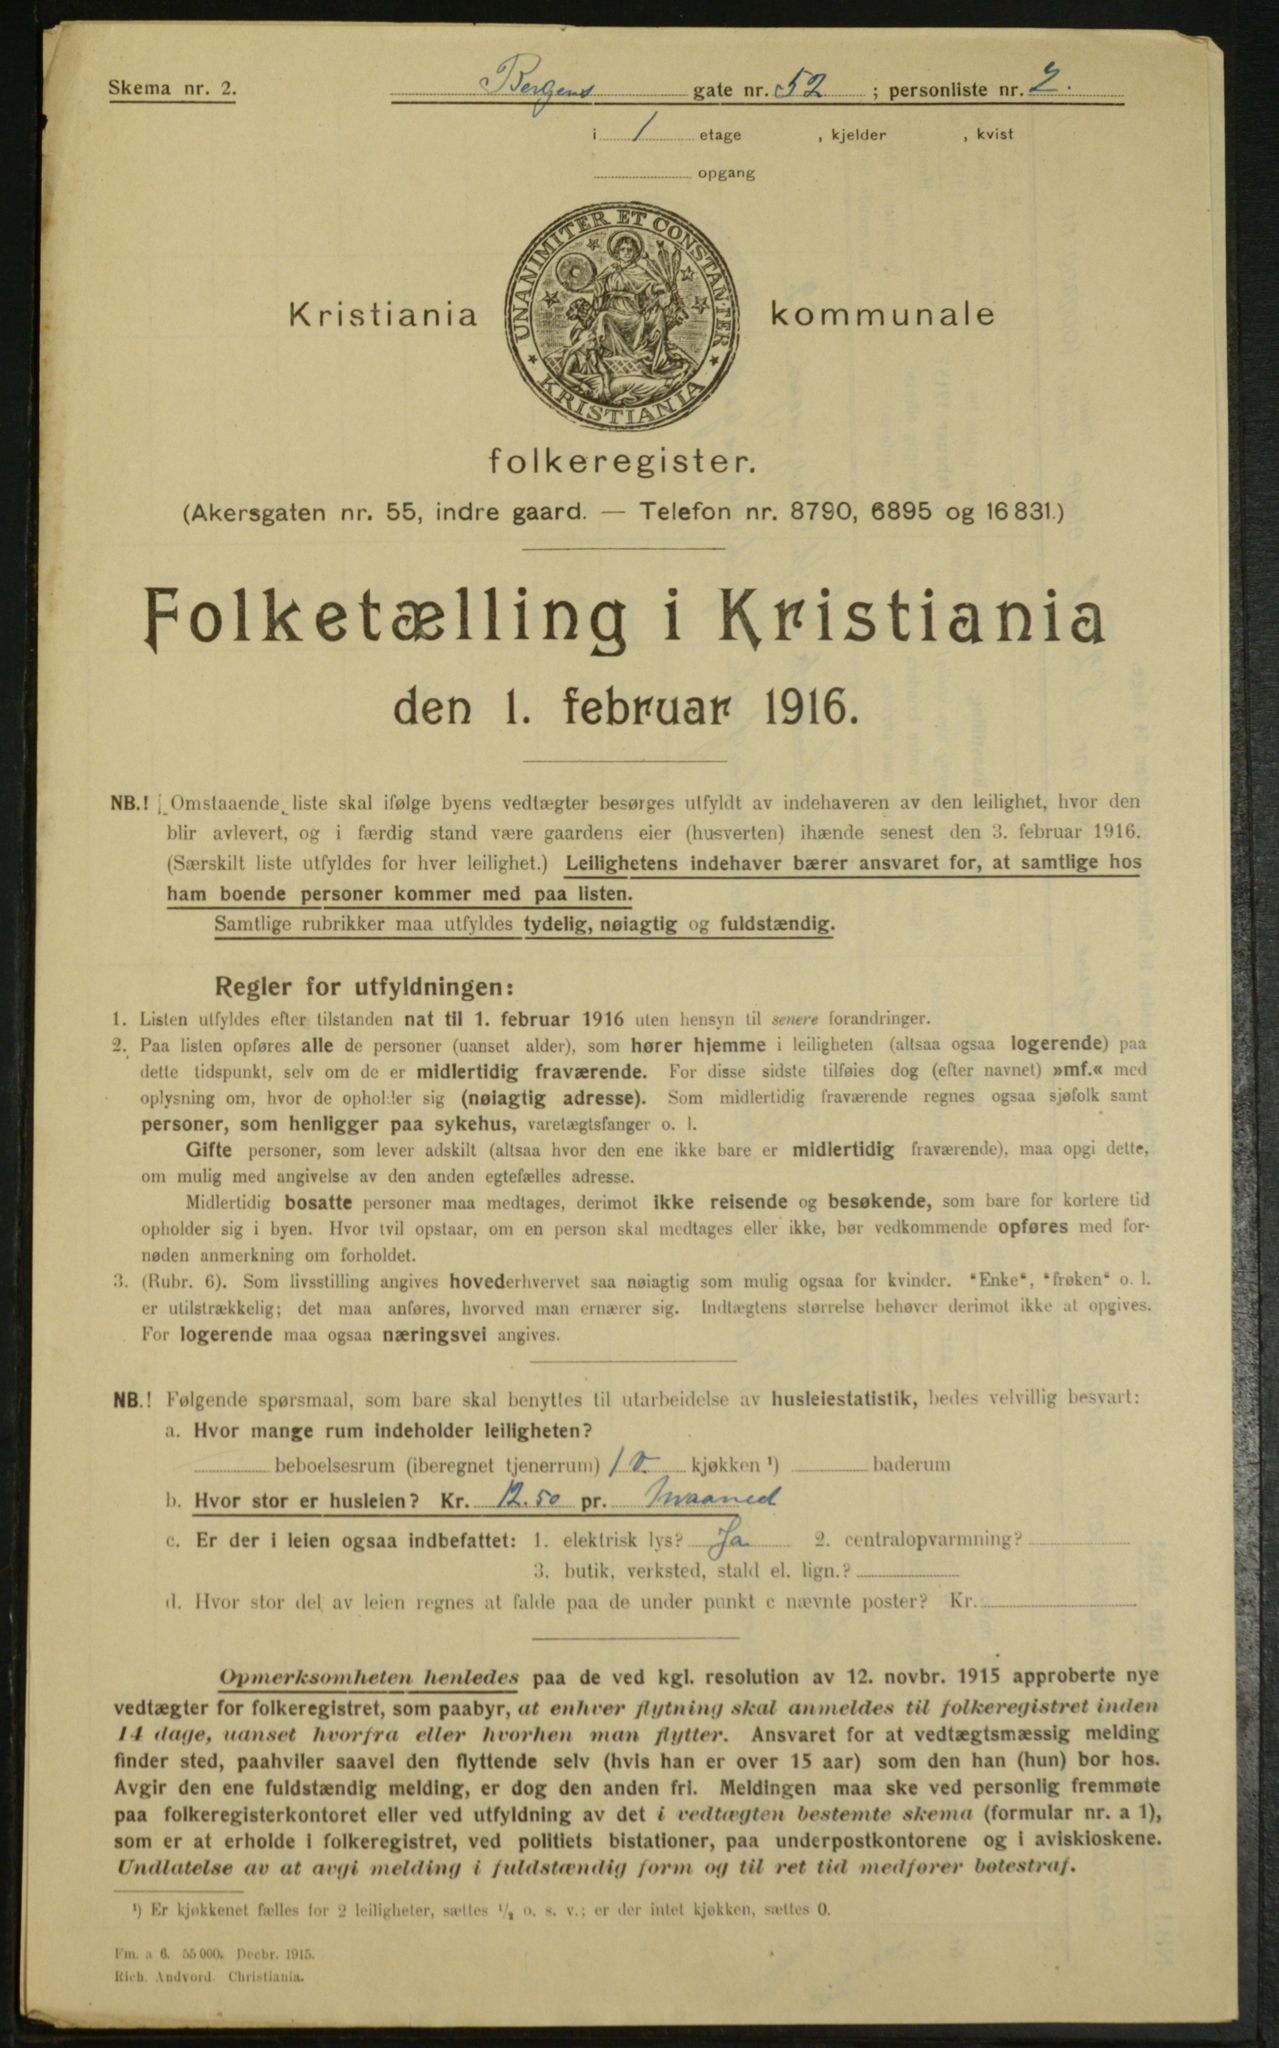 Skema nr. 2.
Bergens gate nr. 52 ; personliste nr. 2.
i 1 etage , kjelder , kvist
opgang
UNANIMITER ET CONSTANTER
KRISTIANIA
Kristiania kommunale
folkeregister.
(Akersgaten nr. 55, indre gaard. — Telefon nr. 8790, 6895 og 16 831.)
Folketælling i Kristiania
den 1. februar 1916.
NB.! Omstaaende liste skal ifølge byens vedtægter besørges utfyldt av indehaveren av den leilighet, hvor den
blir avlevert, og i færdig stand være gaardens eier (husverten) ihænde senest den 3. februar 1916.
(Særskilt liste utfyldes for hver leilighet.) Leilighetens indehaver bærer ansvaret for, at samtlige hos
ham boende personer kommer med paa listen.
Samtlige rubrikker maa utfyldes tydelig, nøiagtig og fuldstændig.
Regler for utfyldningen:
1. Listen utfyldes efter tilstanden nat til 1. februar 1916 uten hensyn til senere forandringer.
2. Paa listen opføres alle de personer (uanset alder), som hører hjemme i leiligheten (altsaa ogsaa logerende) paa
dette tidspunkt, selv om de er midlertidig fraværende. For disse sidste tilføies dog (efter navnet) »mf.« med
oplysning om, hvor de opholder sig (nøiagtig adresse). Som midlertidig fraværende regnes ogsaa sjøfolk samt
personer, som henligger paa sykehus, varetægtsfanger o. l.
Gifte personer, som lever adskilt (altsaa hvor den ene ikke bare er midlertidig fraværende), maa opgi dette,
om mulig med angivelse av den anden egtefælles adresse.
Midlertidig bosatte personer maa medtages, derimot ikke reisende og besøkende, som bare for kortere tid
opholder sig i byen. Hvor tvil opstaar, om en person skal medtages eller ikke, bør vedkommende opføres med for-
nøden anmerkning om forholdet.
3. (Rubr. 6). Som livsstilling angives hovederhvervet saa nøiagtig som mulig ogsaa for kvinder. "Enke", "frøken" o. l.
er utilstrækkelig; det maa anføres, hvorved man ernærer sig. Indtægtens størrelse behøver derimot ikke at opgives.
For logerende maa ogsaa næringsvei angives.
NB.! Følgende spørsmaal, som bare skal benyttes til utarbeidelse av husleiestatistik, bedes velvillig besvart:
a. Hvor mange rum indeholder leiligheten?
beboelsesrum (iberegnet tjenerrum) 10. kjøkken ¹) baderum
b. Hvor stor er husleien? Kr. 12.50 pr. Maaned
c. Er der i leien ogsaa indbefattet: 1. elektrisk lys? Ja 2. centralopvarmning?
3. butik, verksted, stald el. lign.?
d. Hvor stor del av leien regnes at falde paa de under punkt c nævnte poster? Kr.
Opmerksomheten henledes paa de ved kgl. resolution av 12. novbr. 1915 approberte nye
vedtægter for folkeregistret, som paabyr, at enhver flytning skal anmeldes til folkeregistret inden
14 dage, uanset hvorfra eller hvorhen man flytter. Ansvaret for at vedtægtsmæssig melding
finder sted, paahviler saavel den flyttende selv (hvis han er over 15 aar) som den han (hun) bor hos.
Avgir den ene fuldstændig melding, er dog den anden fri. Meldingen maa ske ved personlig fremmøte
paa folkeregisterkontoret eller ved utfyldning av det i vedtægten bestemte skema (formular nr. a 1),
som er at erholde i folkeregistret, ved politiets bistationer, paa underpostkontorene og i aviskioskene.
Undlatelse av at avgi melding i fuldstændig form og til ret tid medfører bøtestraf.
¹) Er kjøkkenet fælles for 2 leiligheter, sættes ½ o. s. v.; er der intet kjøkken, sættes 0.
Fm. a 6. 55 000. Decbr. 1915.
Rich. Andvord. Christiania.